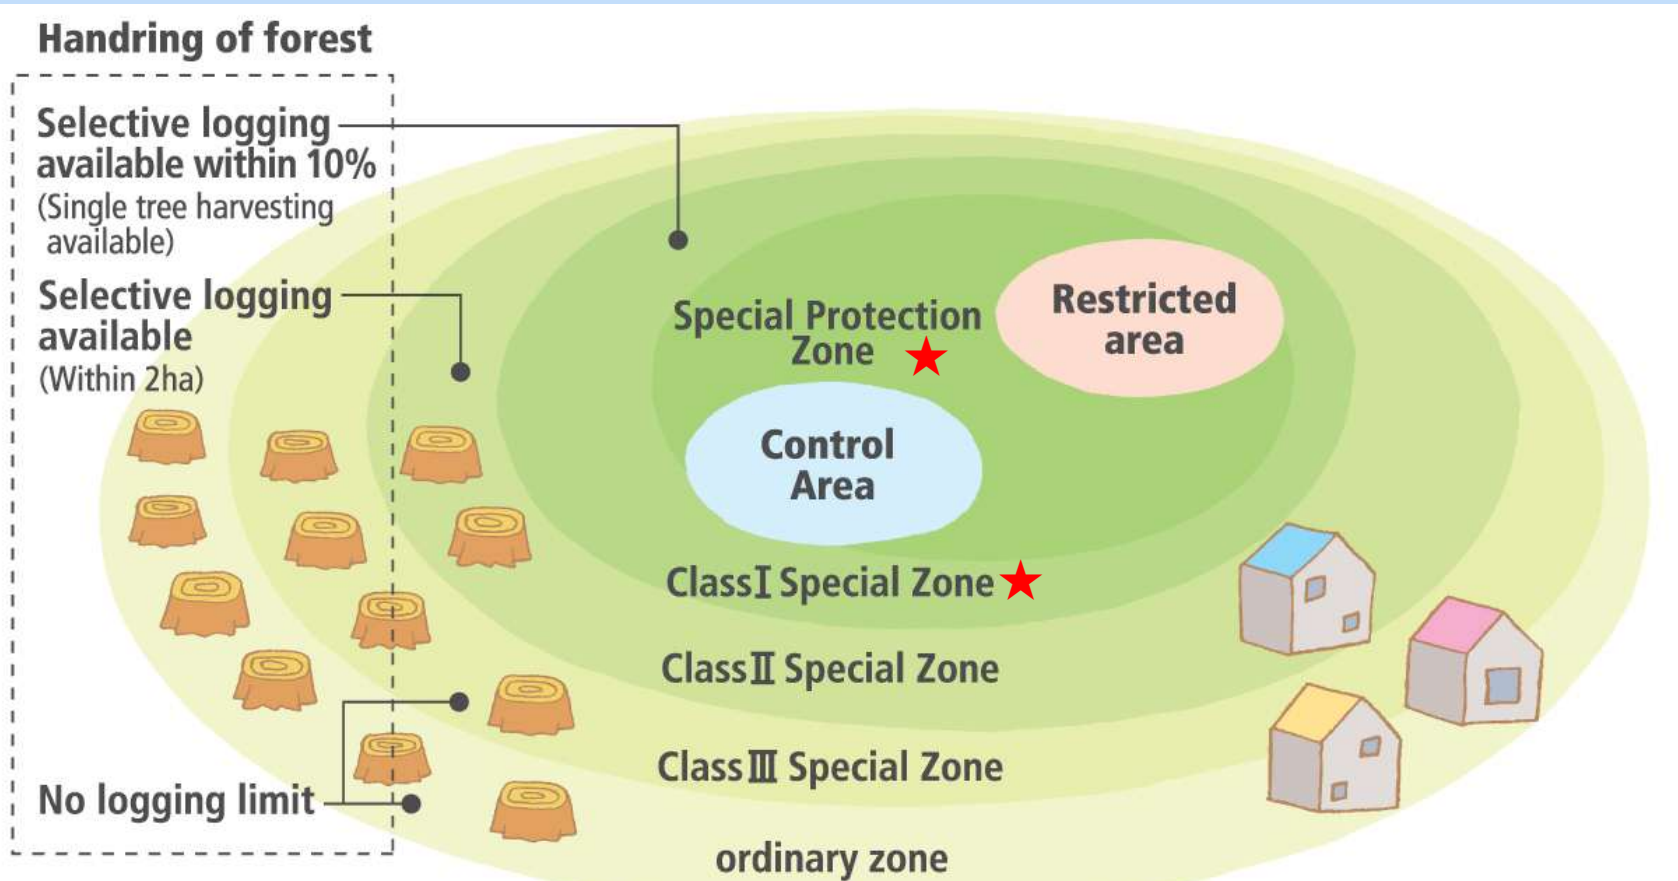 Handring of forest
Selective logging
available within 10%
(Single tree harvesting
available)
Selective logging
available
(Within 2ha)
No logging limit
Special Protection
Zone
Restricted
area
Control
Area
ClassⅠ Special Zone
ClassⅡ Special Zone
ClassⅢ Special Zone
ordinary zone